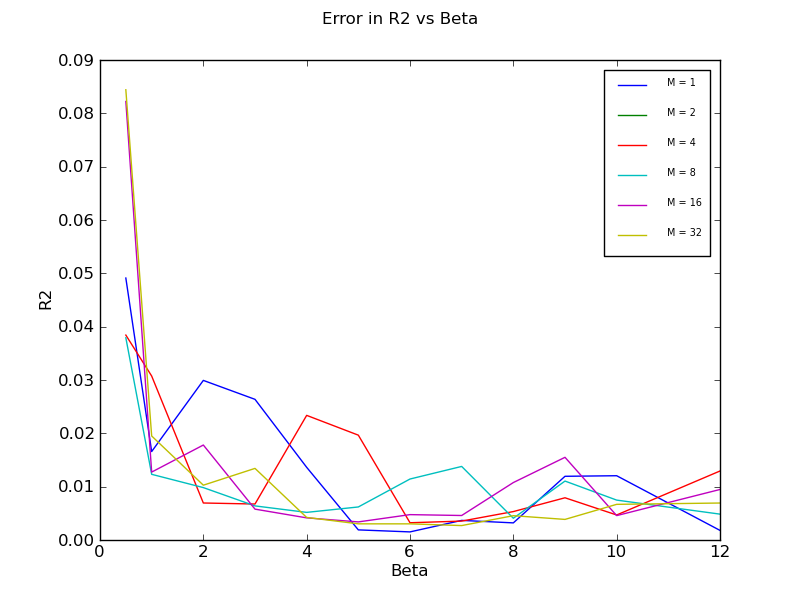 Error in R2 vs Beta
0.09
0.08
0.07
0.06
0.05
0.04
0.03
0.02
0.01
0.00
R2
M = 1
M = 2
M = 4
M = 8
M = 16
M = 32
0 2 4 6 8 10 12
Beta